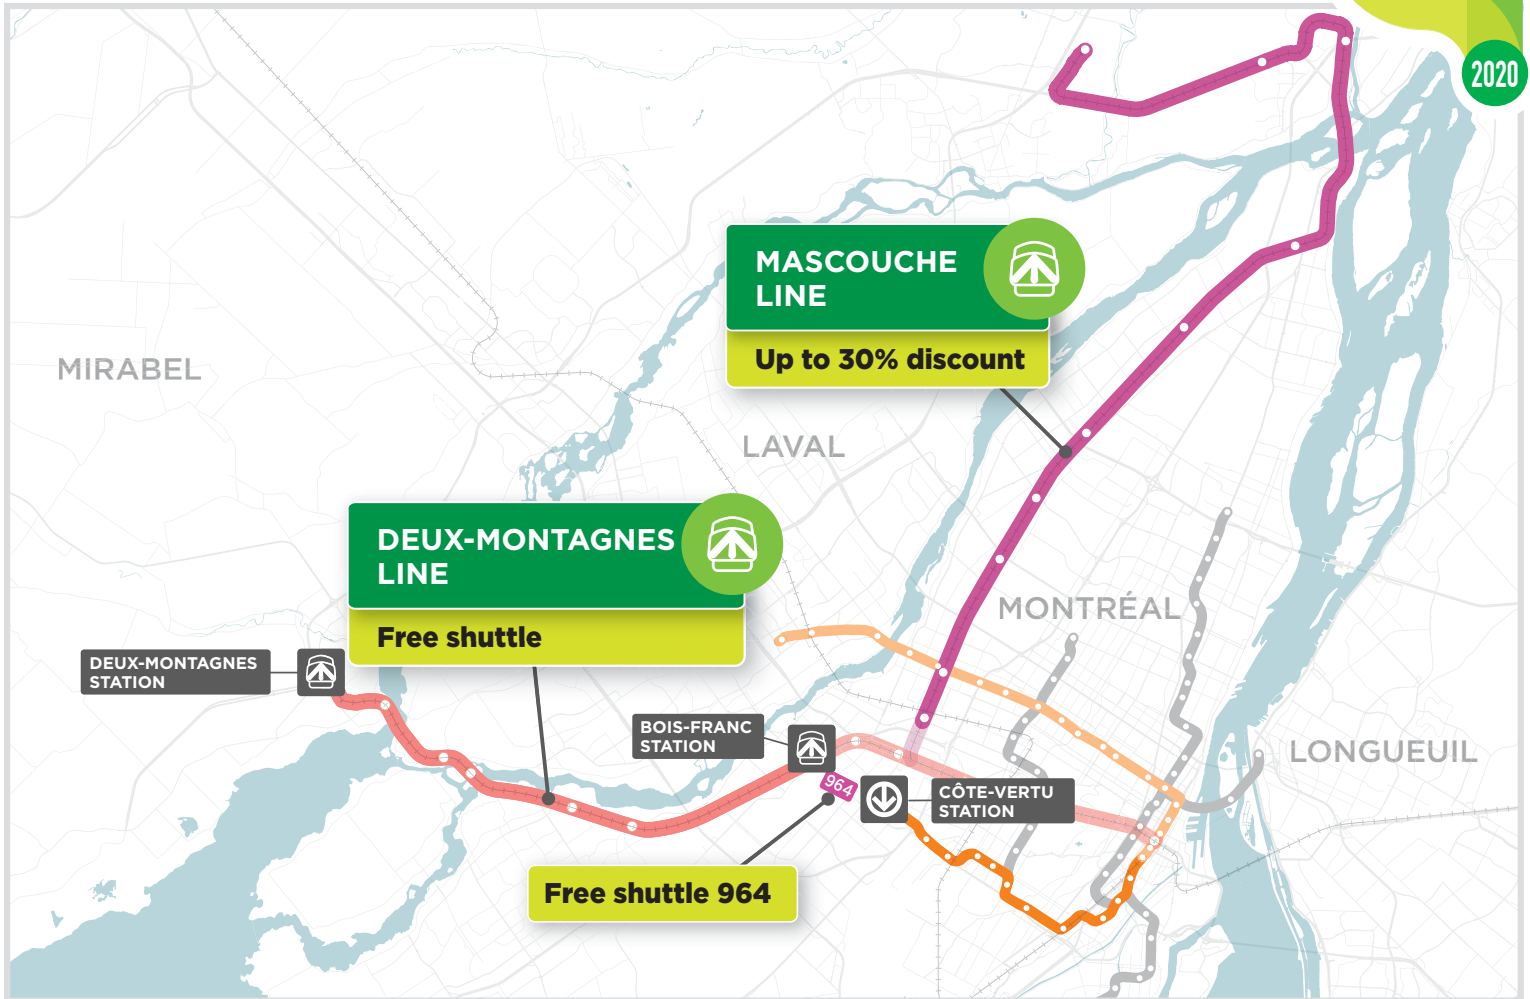 2020
MASCOUCHE
LINE
Up to 30% discount
MIRABEL
LAVAL
DEUX-MONTAGNES
LINE
Free shuttle
MONTRÉAL
DEUX-MONTAGNES
STATION
BOIS-FRANC
STATION
LONGUEUIL
964
CÔTE-VERTU
STATION
Free shuttle 964